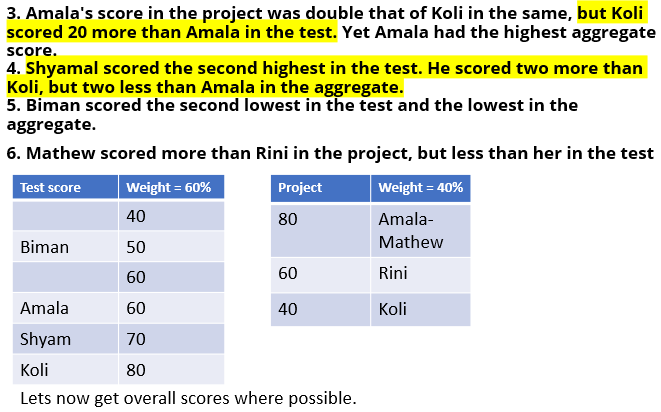 3. Amala's score in the project was double that of Koli in the same, but Koli
scored 20 more than Amala in the test. Yet Amala had the highest aggregate
score.
4. Shyamal scored the second highest in the test. He scored two more than
Koli, but two less than Amala in the aggregate.
5. Biman scored the second lowest in the test and the lowest in the
aggregate.
6. Mathew scored more than Rini in the project, but less than her in the test
Test score Weight = 60%
40
Biman 50
60
Amala 60
Shyam 70
Koli 80
Project Weight = 40%
80 Amala-
Mathew
60 Rini
40 Koli
Lets now get overall scores where possible.